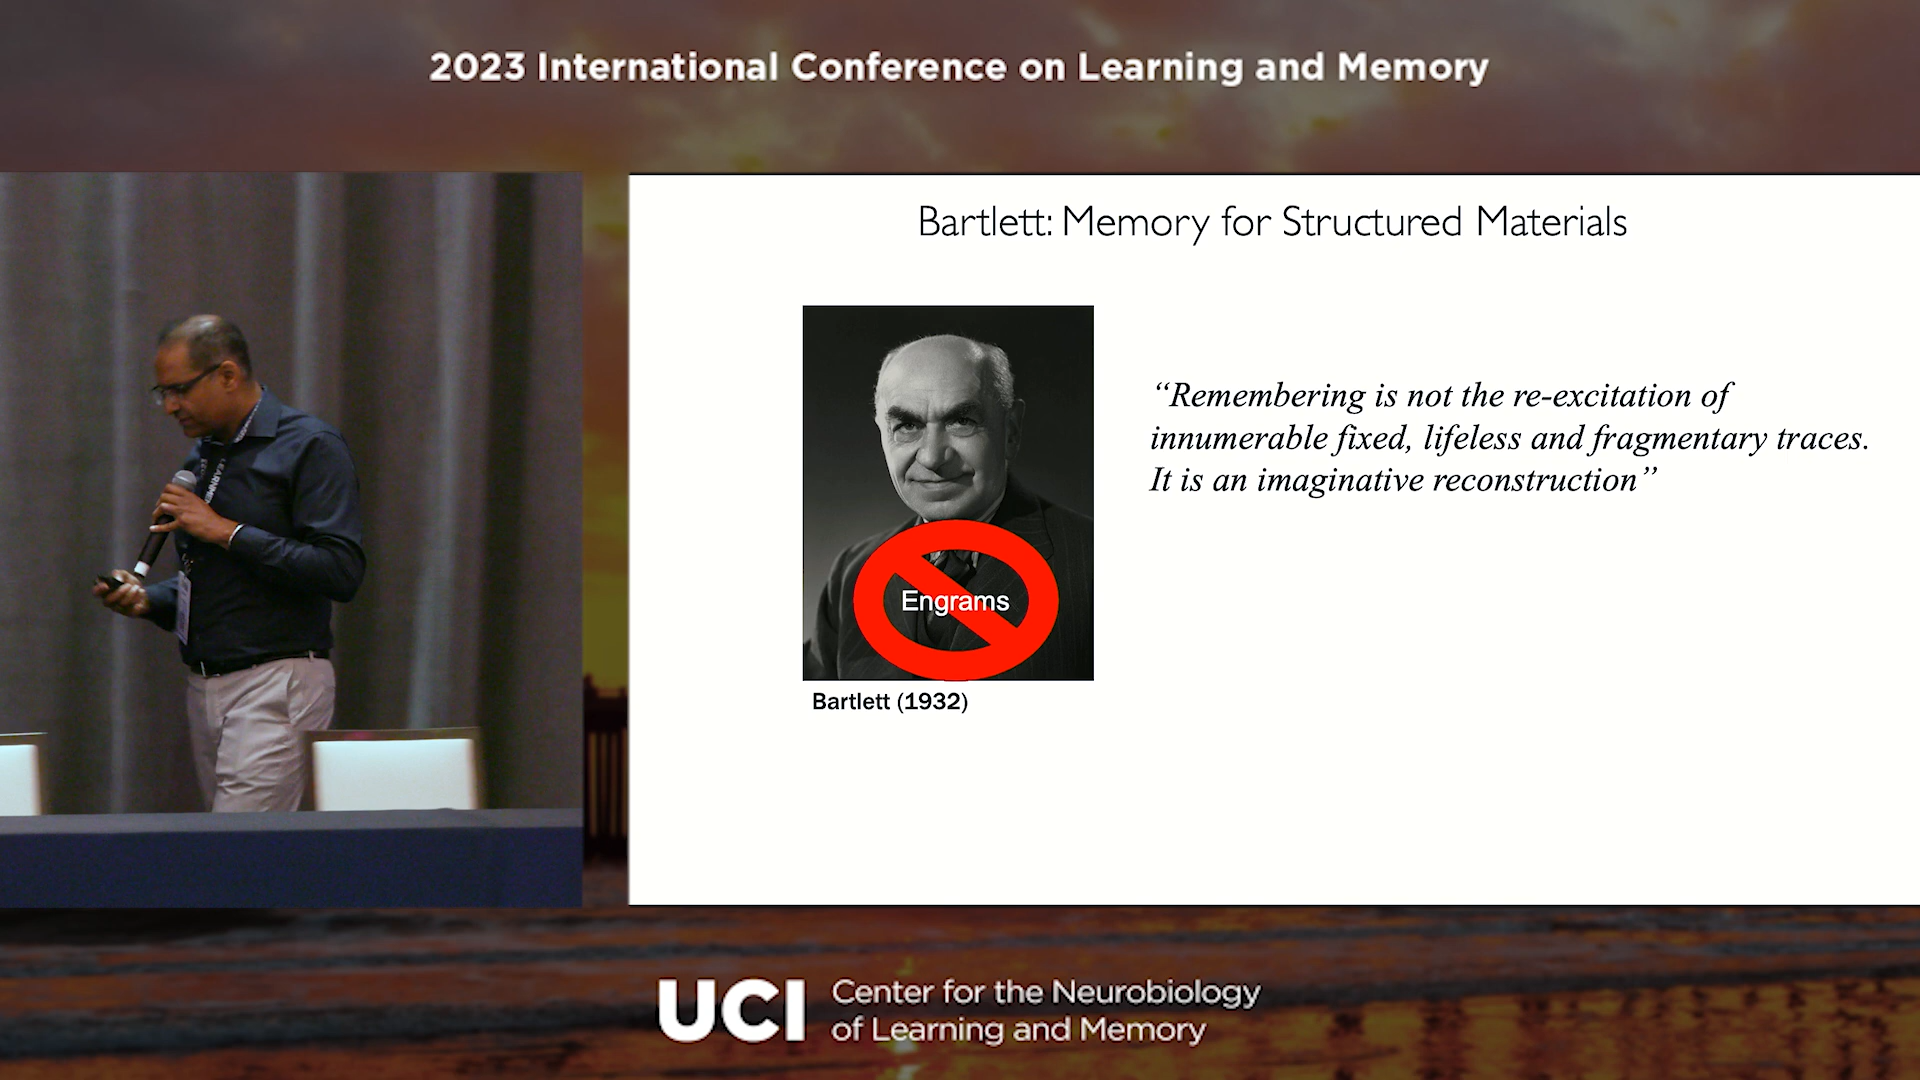 2023 International Conference on Learning and Memory
Bartlett: Memory for Structured Materials
“Remembering is not the re-excitation of
innumerable fixed, lifeless and fragmentary traces.
It is an imaginative reconstruction”
Engrams
Bartlett (1932)
UCI
Center for the Neurobiology
of Learning and Memory